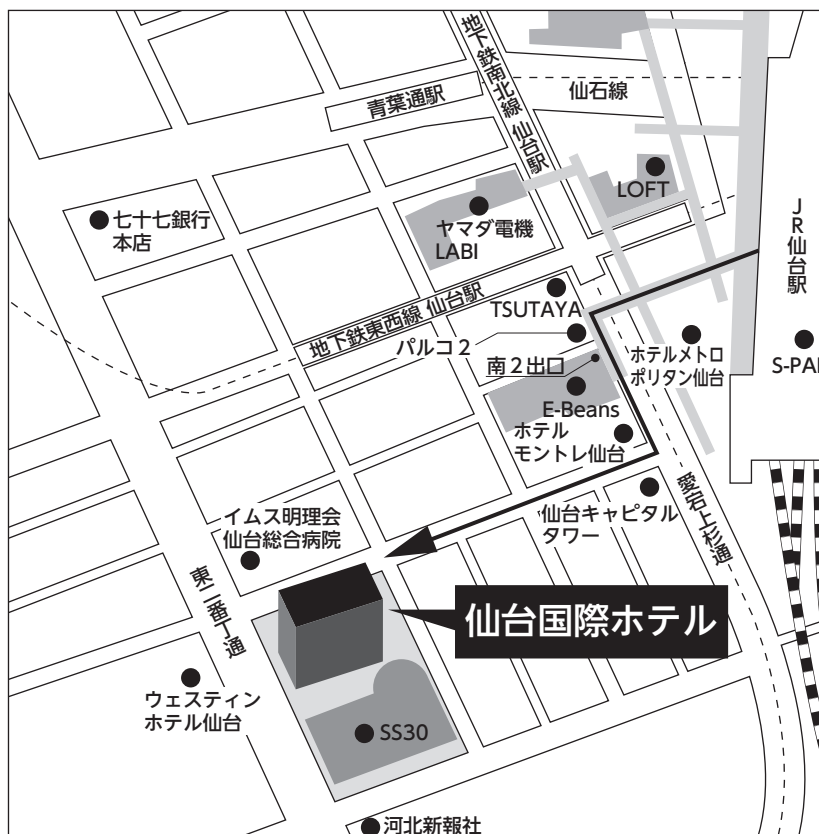 地下鉄南北線 仙台駅
青葉通駅
仙石線
LOFT
七十七銀行
本店
ヤマダ電機
LABI
JR仙台駅
地下鉄東西線 仙台駅
TSUTAYA
パルコ2
南2出口
ホテルメトロ
ポリタン仙台
S-PAL
E-Beans
ホテル
モントレ仙台
愛宕上杉通
イムス明理会
仙台総合病院
仙台キャピタル
タワー
東二番丁通
仙台国際ホテル
ウェスティン
ホテル仙台
SS30
河北新報社